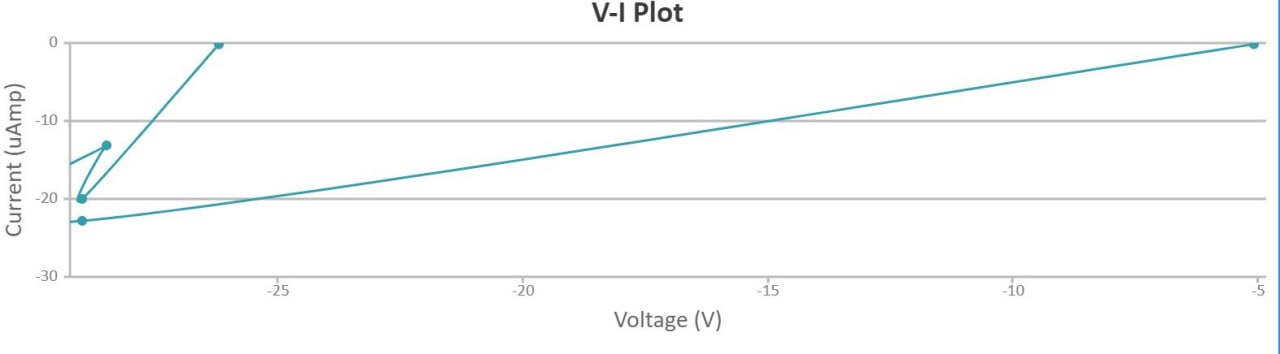 V-I Plot
0
-10
-20
-30
Current (uAmp)
-25 -20 -15 -10 -5
Voltage (V)